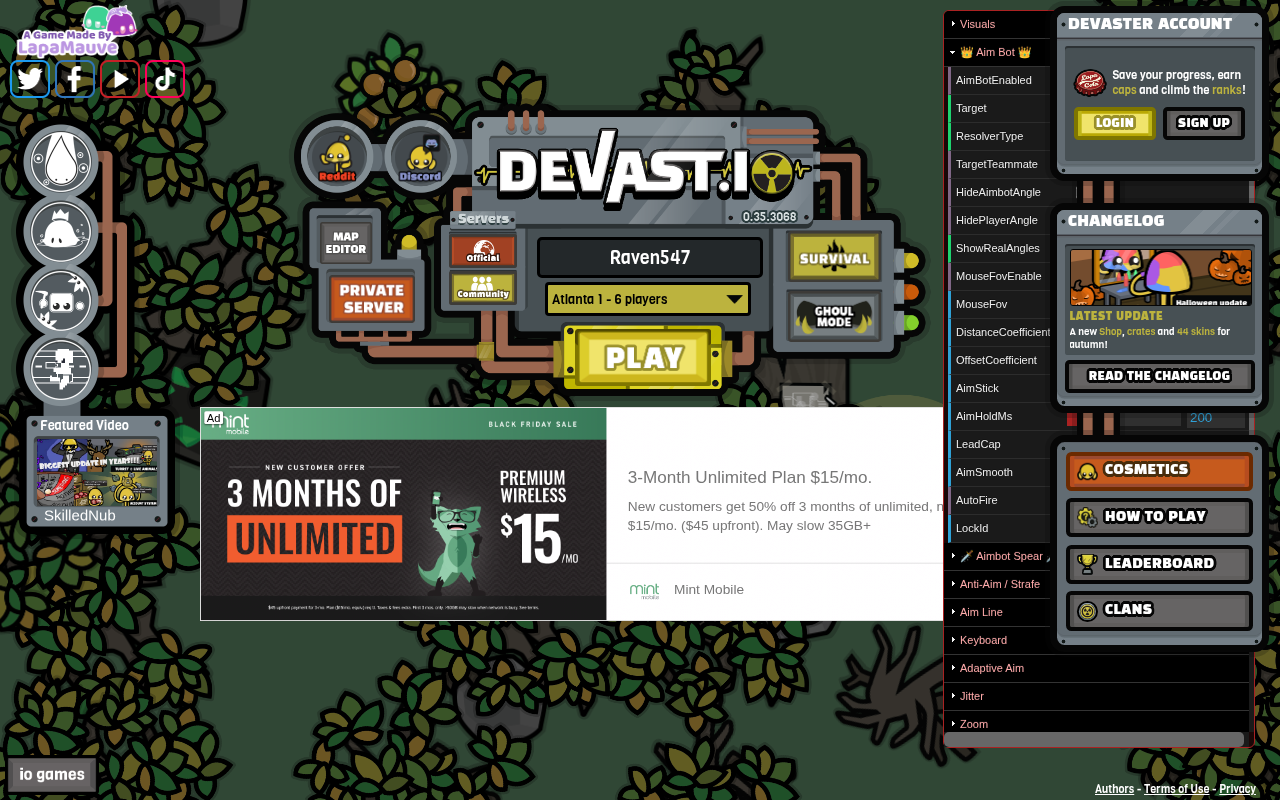 A Game Made By
LapaMauve
Reddit
Discord
DEVAST.IO
0.35.3068
Servers
MAP
EDITOR
PRIVATE
SERVER
Official
Community
Raven547
Atlanta 1 - 6 players
PLAY
SURVIVAL
GHOUL
MODE
Featured Video
BIGGEST UPDATE IN YEARS!!!
SkilledNub
Ad
mint
mobile
BLACK FRIDAY SALE
NEW CUSTOMER OFFER
3 MONTHS OF
UNLIMITED
PREMIUM
WIRELESS
$15/MO
3-Month Unlimited Plan $15/mo.
New customers get 50% off 3 months of unlimited, n
$15/mo. ($45 upfront). May slow 35GB+
mint
mobile
Mint Mobile
Visuals
👑 Aim Bot 👑
AimBotEnabled
Target
ResolverType
TargetTeammate
HideAimbotAngle
HidePlayerAngle
ShowRealAngles
MouseFovEnable
MouseFov
DistanceCoefficient
OffsetCoefficient
AimStick
AimHoldMs
200
LeadCap
AimSmooth
AutoFire
LockId
🗡️ Aimbot Spear
Anti-Aim / Strafe
Aim Line
Keyboard
Adaptive Aim
Jitter
Zoom
DEVASTER ACCOUNT
Save your progress, earn
caps and climb the ranks!
LOGIN
SIGN UP
CHANGELOG
Halloween update
LATEST UPDATE
A new Shop, crates and 44 skins for
autumn!
READ THE CHANGELOG
COSMETICS
HOW TO PLAY
LEADERBOARD
CLANS
io games
Authors - Terms of Use - Privacy